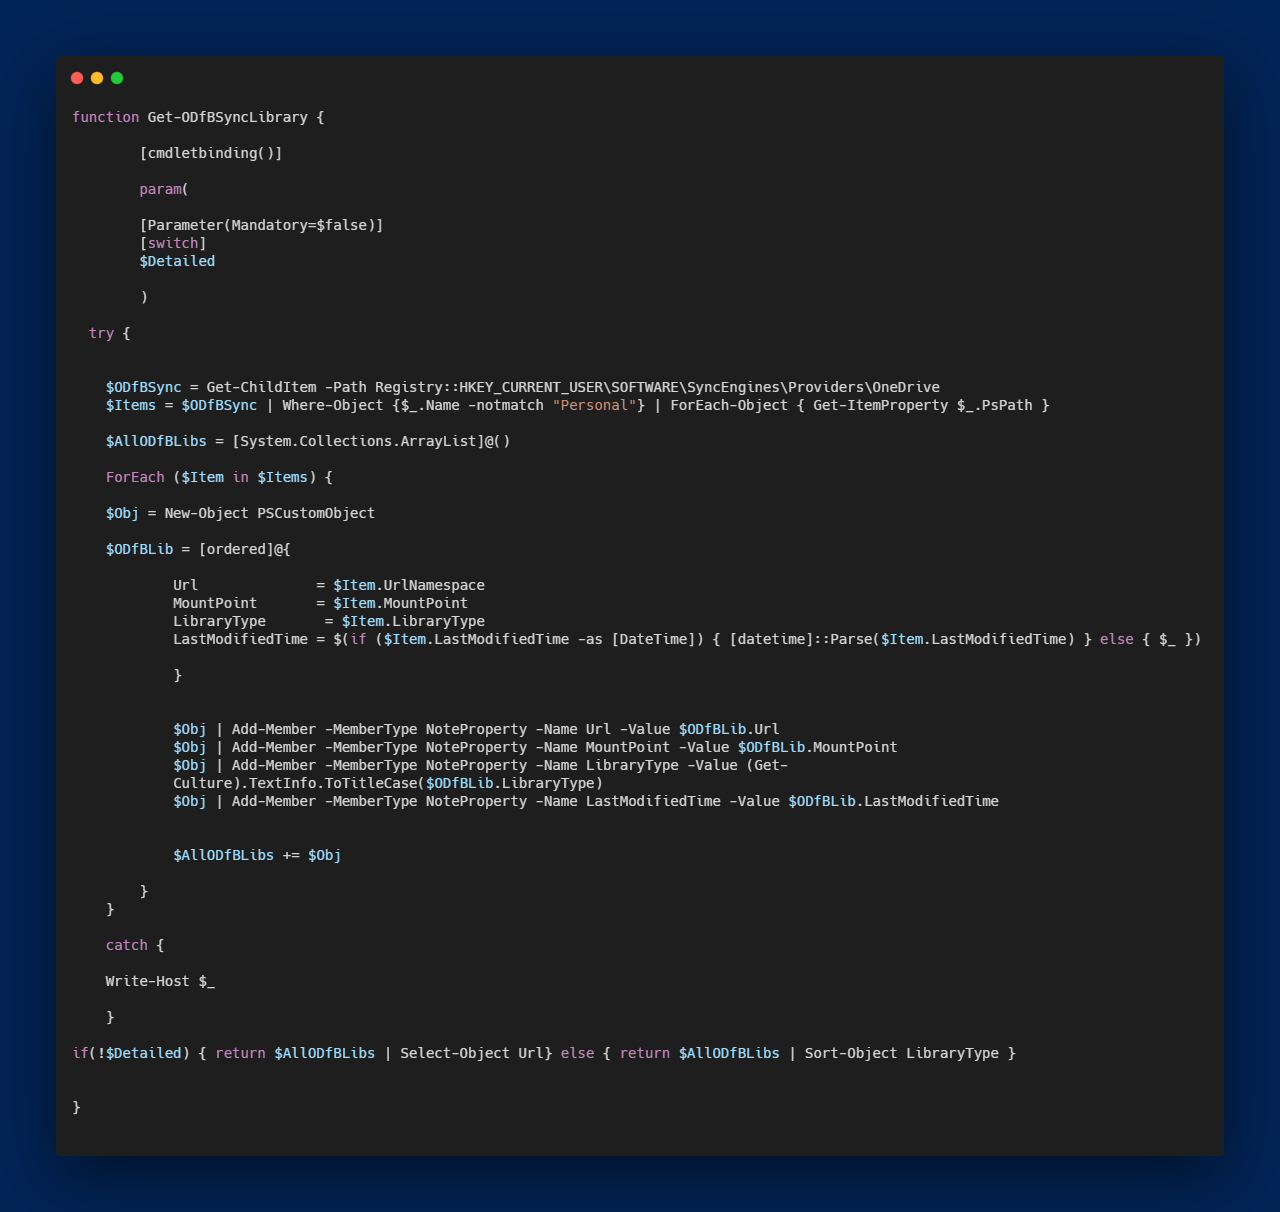 function Get-ODfBSyncLibrary {
[cmdletbinding()]
param(
[Parameter(Mandatory=$false)]
[switch]
$Detailed
)
try {
$ODfBSync = Get-ChildItem -Path Registry::HKEY_CURRENT_USER\SOFTWARE\SyncEngines\Providers\OneDrive
$Items = $ODfBSync | Where-Object {$_.Name -notmatch "Personal"} | ForEach-Object { Get-ItemProperty $_.PsPath }
$AllODfBLibs = [System.Collections.ArrayList]@()
ForEach ($Item in $Items) {
$Obj = New-Object PSCustomObject
$ODfBLib = [ordered]@{
Url              = $Item.UrlNamespace
MountPoint       = $Item.MountPoint
LibraryType       = $Item.LibraryType
LastModifiedTime = $(if ($Item.LastModifiedTime -as [DateTime]) { [datetime]::Parse($Item.LastModifiedTime) } else { $_ })
}
$Obj | Add-Member -MemberType NoteProperty -Name Url -Value $ODfBLib.Url
$Obj | Add-Member -MemberType NoteProperty -Name MountPoint -Value $ODfBLib.MountPoint
$Obj | Add-Member -MemberType NoteProperty -Name LibraryType -Value (Get-
Culture).TextInfo.ToTitleCase($ODfBLib.LibraryType)
$Obj | Add-Member -MemberType NoteProperty -Name LastModifiedTime -Value $ODfBLib.LastModifiedTime
$AllODfBLibs += $Obj
}
}
catch {
Write-Host $_
}
if(!$Detailed) { return $AllODfBLibs | Select-Object Url} else { return $AllODfBLibs | Sort-Object LibraryType }
}